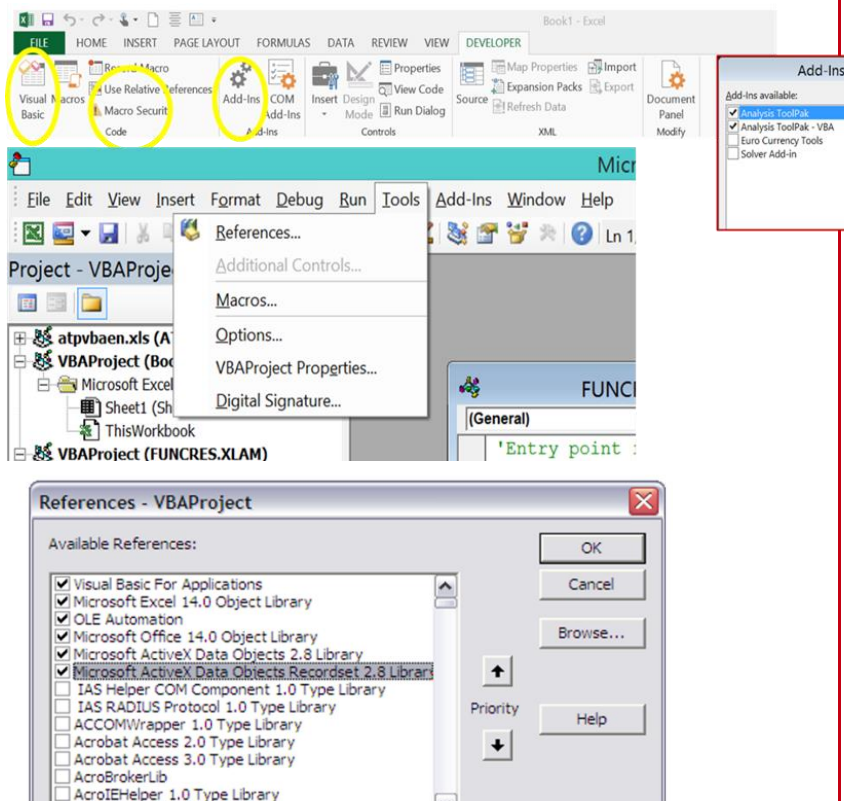 Book1 - Excel
FILE HOME INSERT PAGE LAYOUT FORMULAS DATA REVIEW VIEW DEVELOPER
Visual Basic
Macros
Record Macro
Use Relative References
Macro Securit
Code
Add-Ins
COM Add-Ins
Add-Ins
Insert
Design Mode
Properties
View Code
Run Dialog
Controls
Source
Map Properties
Expansion Packs
Refresh Data
Import
Export
XML
Document Panel
Modify
Add-Ins
Add-Ins available:
Analysis ToolPak
Analysis ToolPak - VBA
Euro Currency Tools
Solver Add-in
Micr
File Edit View Insert Format Debug Run Tools Add-Ins Window Help
Ln 1,
References...
Additional Controls...
Macros...
Options...
VBAProject Properties...
Digital Signature...
Project - VBAProje
atpvbaen.xls (A
VBAProject (Boo
Microsoft Excel
Sheet1 (Sh
ThisWorkbook
VBAProject (FUNCRES.XLAM)
FUNC
(General)
'Entry point
References - VBAProject
Available References:
Visual Basic For Applications
Microsoft Excel 14.0 Object Library
OLE Automation
Microsoft Office 14.0 Object Library
Microsoft ActiveX Data Objects 2.8 Library
Microsoft ActiveX Data Objects Recordset 2.8 Library
IAS Helper COM Component 1.0 Type Library
IAS RADIUS Protocol 1.0 Type Library
ACCOMWrapper 1.0 Type Library
Acrobat Access 2.0 Type Library
Acrobat Access 3.0 Type Library
AcroBrokerLib
AcroIEHelper 1.0 Type Library
OK
Cancel
Browse...
Priority
Help